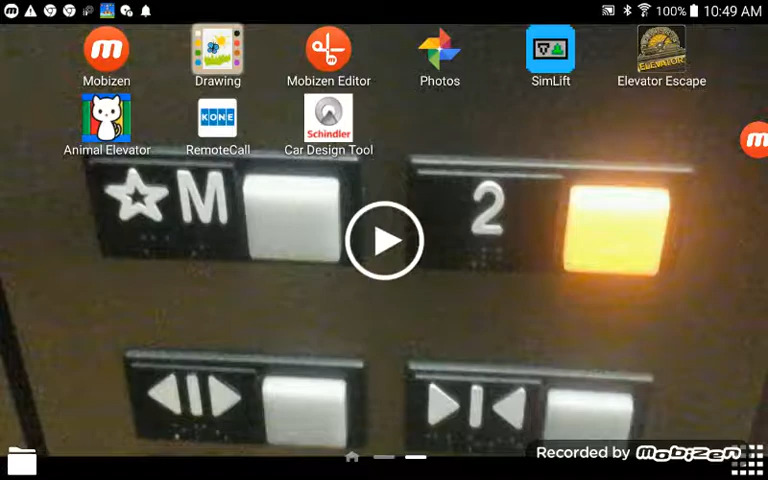 100% 10:49 AM
Mobizen
Drawing
Mobizen Editor
Photos
SimLift
Elevator Escape
ELEVATOR
Animal Elevator
KONE
RemoteCall
Schindler
Car Design Tool
☆M
2
Recorded by Mobizen